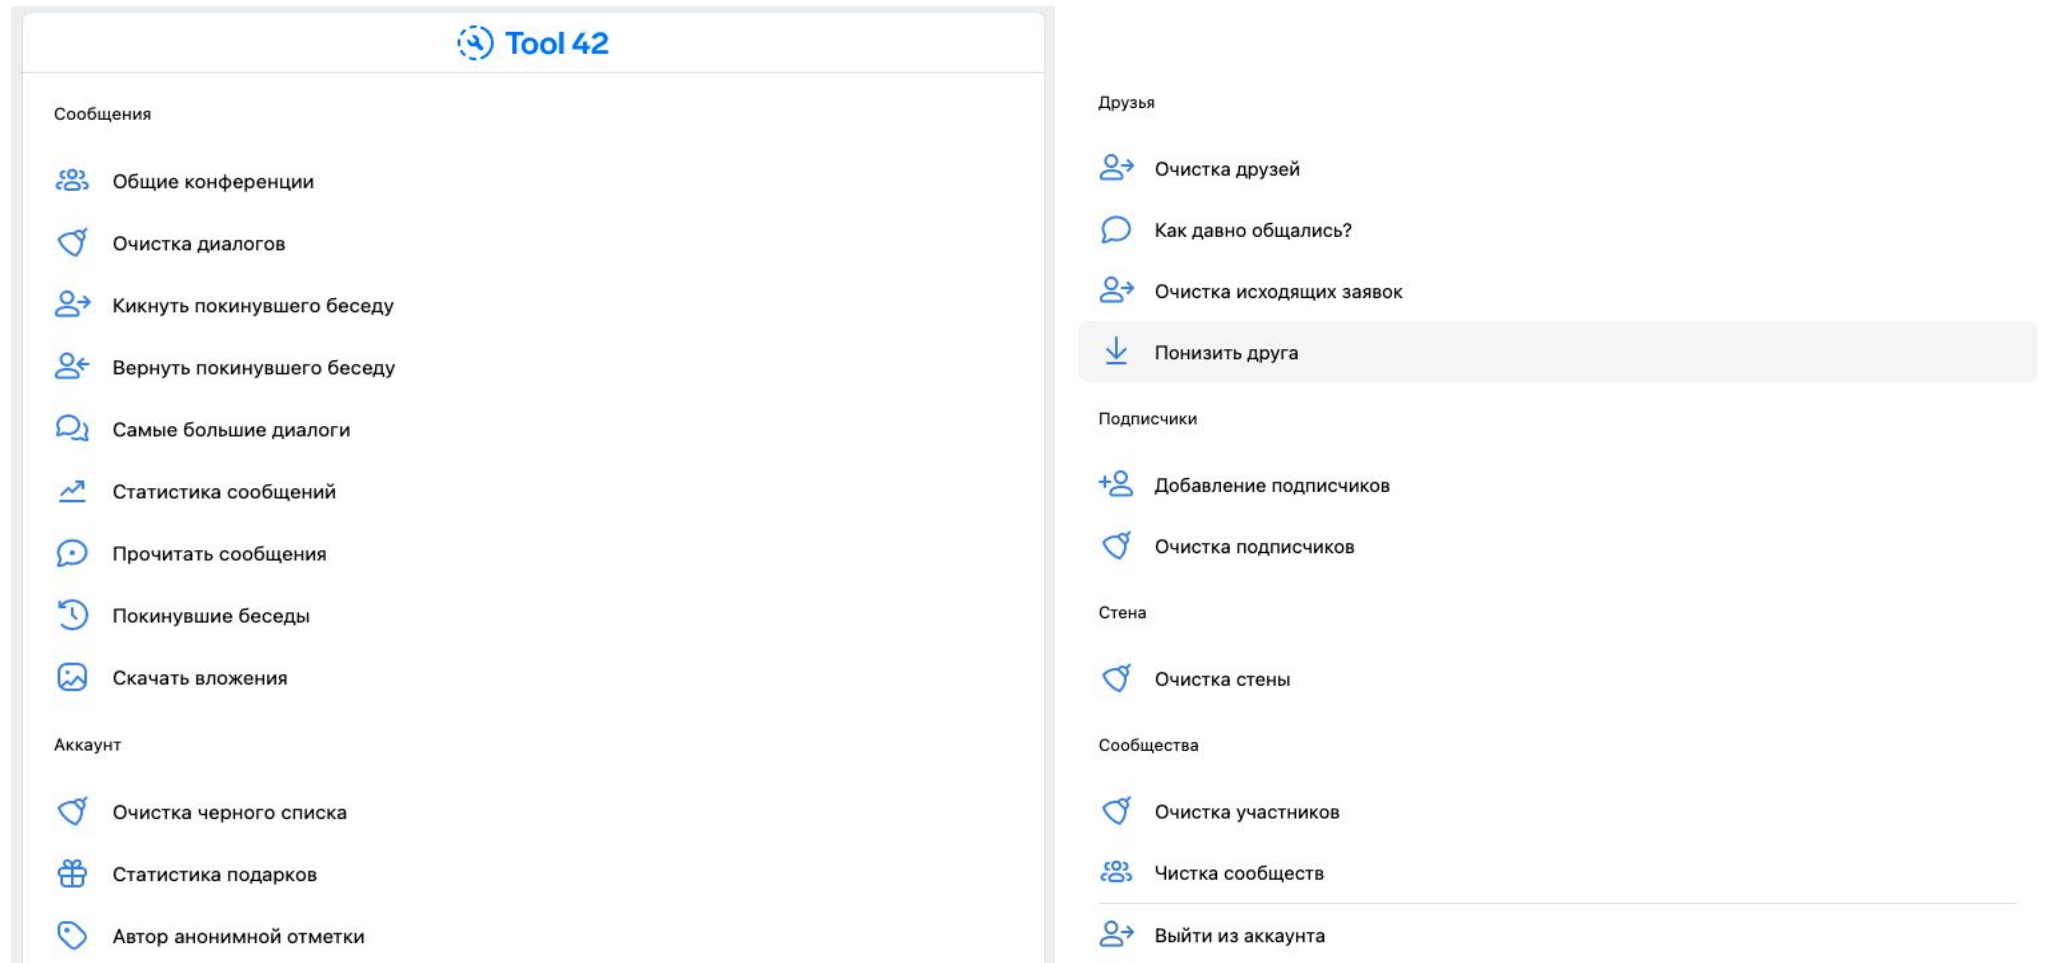 Tool 42
Сообщения
Общие конференции
Очистка диалогов
Кикнуть покинувшего беседу
Вернуть покинувшего беседу
Самые большие диалоги
Статистика сообщений
Прочитать сообщения
Покинувшие беседы
Скачать вложения
Аккаунт
Очистка черного списка
Статистика подарков
Автор анонимной отметки
Друзья
Очистка друзей
Как давно общались?
Очистка исходящих заявок
Понизить друга
Подписчики
Добавление подписчиков
Очистка подписчиков
Стена
Очистка стены
Сообщества
Очистка участников
Чистка сообществ
Выйти из аккаунта